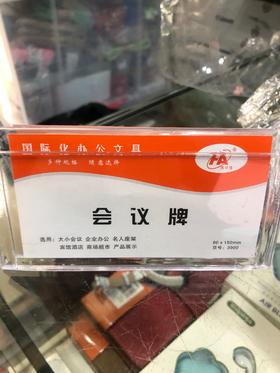 国际化办公文具
多种规格 随意选择
HA
会议牌
选用：大小会议 企业办公 名人座架
宾馆酒店 商场超市 产品展示
80 x 150mm
货号：3900